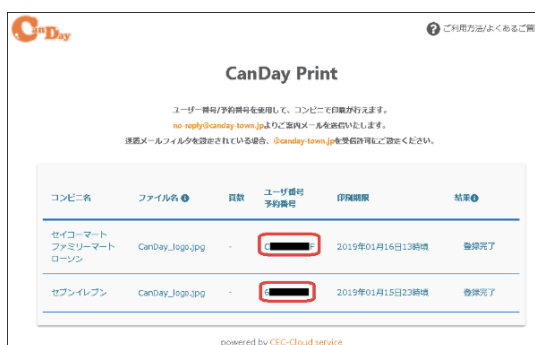 CanDay
ご利用方法/よくあるご質
CanDay Print
ユーザー番号/予約番号を使用して、コンビニで印刷が行えます。
no-reply@canday-town.jpよりご案内メールを送信いたします。
迷惑メールフィルタを設定されている場合、@canday-town.jpを受信許可にご設定ください。
コンビニ名 ファイル名 頁数 ユーザ番号 予約番号 印刷期限 結果
セイコーマート
ファミリーマート
ローソン
CanDay_logo.jpg - C F 2019年01月16日13時頃 登録完了
セブンイレブン CanDay_logo.jpg - 2019年01月15日23時頃 登録完了
powered by CEC-Cloud service